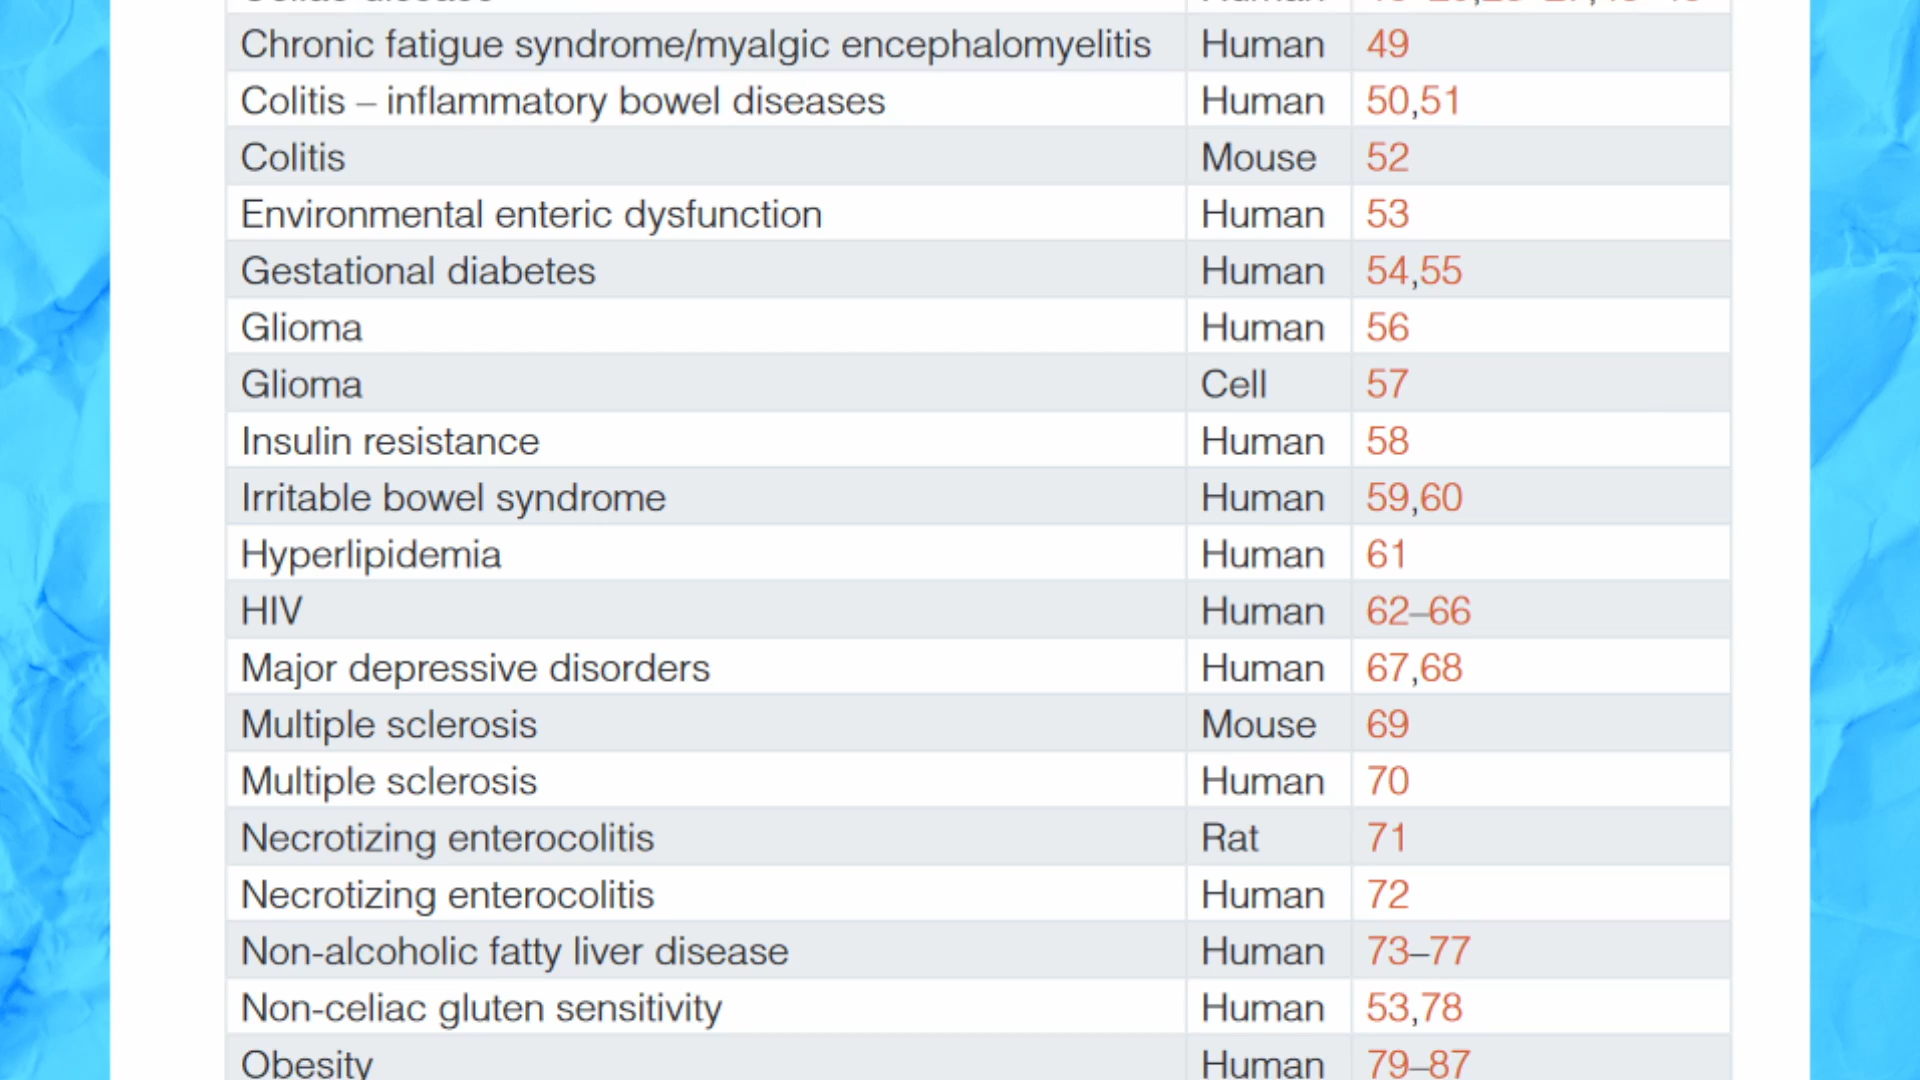 Chronic fatigue syndrome/myalgic encephalomyelitis Human 49
Colitis – inflammatory bowel diseases Human 50,51
Colitis Mouse 52
Environmental enteric dysfunction Human 53
Gestational diabetes Human 54,55
Glioma Human 56
Glioma Cell 57
Insulin resistance Human 58
Irritable bowel syndrome Human 59,60
Hyperlipidemia Human 61
HIV Human 62–66
Major depressive disorders Human 67,68
Multiple sclerosis Mouse 69
Multiple sclerosis Human 70
Necrotizing enterocolitis Rat 71
Necrotizing enterocolitis Human 72
Non-alcoholic fatty liver disease Human 73–77
Non-celiac gluten sensitivity Human 53,78
Obesity Human 79–87